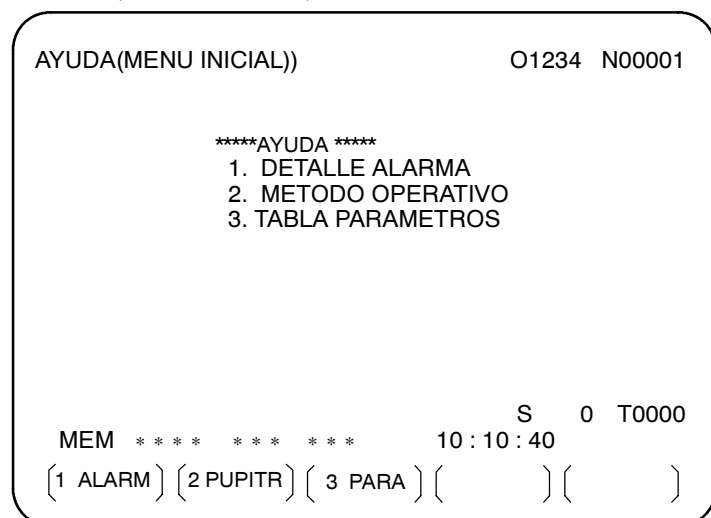 AYUDA(MENU INICIAL)) O1234 N00001
*****AYUDA *****
1. DETALLE ALARMA
2. METODO OPERATIVO
3. TABLA PARAMETROS
S 0 T0000
MEM * * * * * * * * * * 10 : 10 : 40
[1 ALARM] [2 PUPITR] [ 3 PARA ] [ ] [ ]